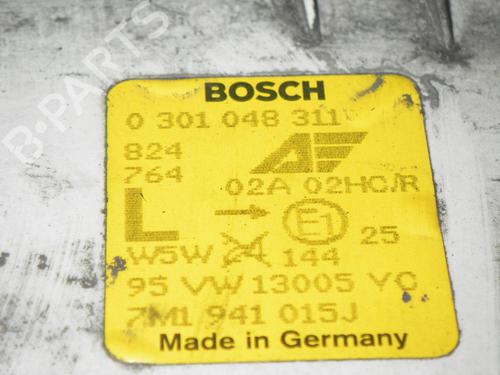 BOSCH
0 301 048 311
824
764
02A 02HC/R
L → E1 25
W5W 24 144
95 VW 13005 YC
7M1 941 015J
Made in Germany
B-PARTS